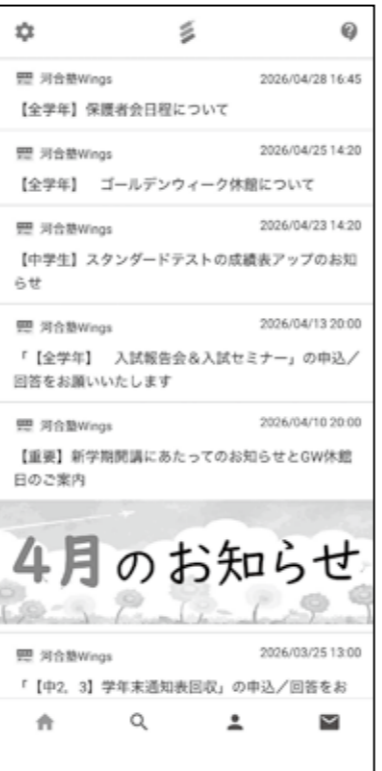 河合塾Wings
2026/04/28 16:45
【全学年】保護者会日程について
河合塾Wings
2026/04/25 14:20
【全学年】 ゴールデンウィーク休館について
河合塾Wings
2026/04/23 14:20
【中学生】スタンダードテストの成績表アップのお知
らせ
河合塾Wings
2026/04/13 20:00
「【全学年】 入試報告会&入試セミナー」の申込/
回答をお願いいたします
河合塾Wings
2026/04/10 20:00
【重要】新学期開講にあたってのお知らせとGW休館
日のご案内
4月のお知らせ
河合塾Wings
2026/03/25 13:00
「【中2, 3】学年末通知表回収」の申込/回答をお